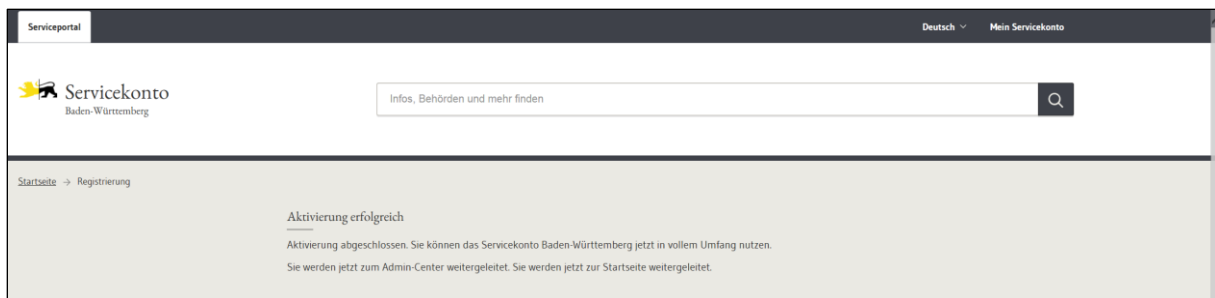 Serviceportal
Deutsch
Mein Servicekonto
Servicekonto
Baden-Württemberg
Infos, Behörden und mehr finden
Startseite → Registrierung
Aktivierung erfolgreich
Aktivierung abgeschlossen. Sie können das Servicekonto Baden-Württemberg jetzt in vollem Umfang nutzen.
Sie werden jetzt zum Admin-Center weitergeleitet. Sie werden jetzt zur Startseite weitergeleitet.